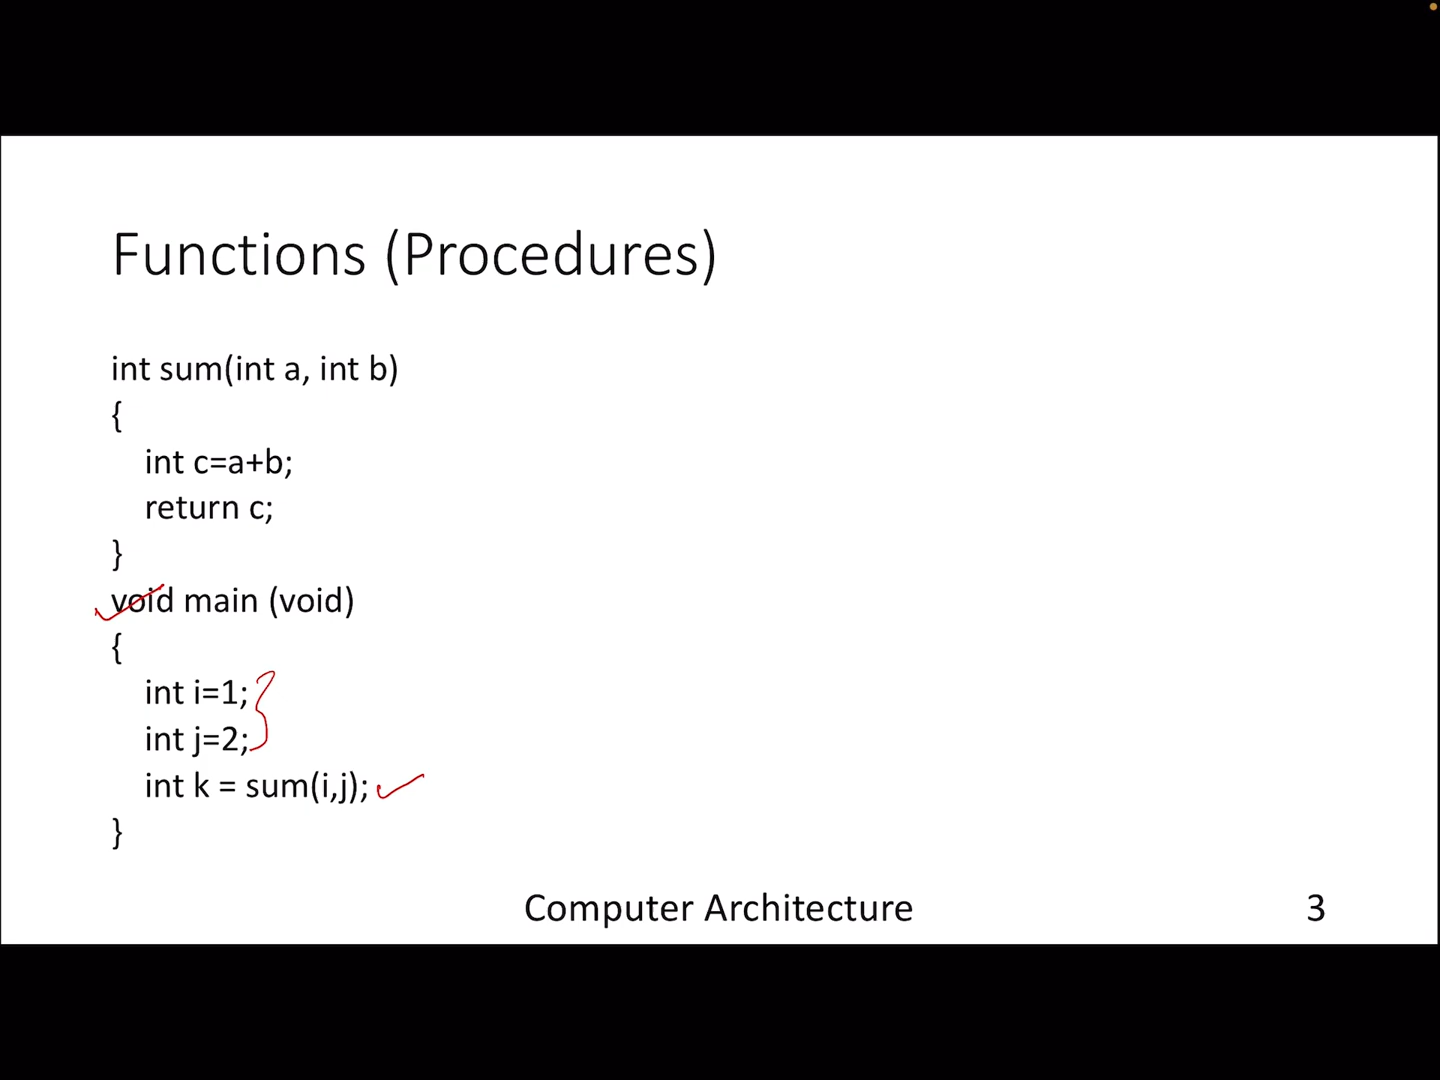 Functions (Procedures)
int sum(int a, int b)
{
int c=a+b;
return c;
}
void main (void)
{
int i=1;
int j=2;
int k = sum(i,j);
}
Computer Architecture
3